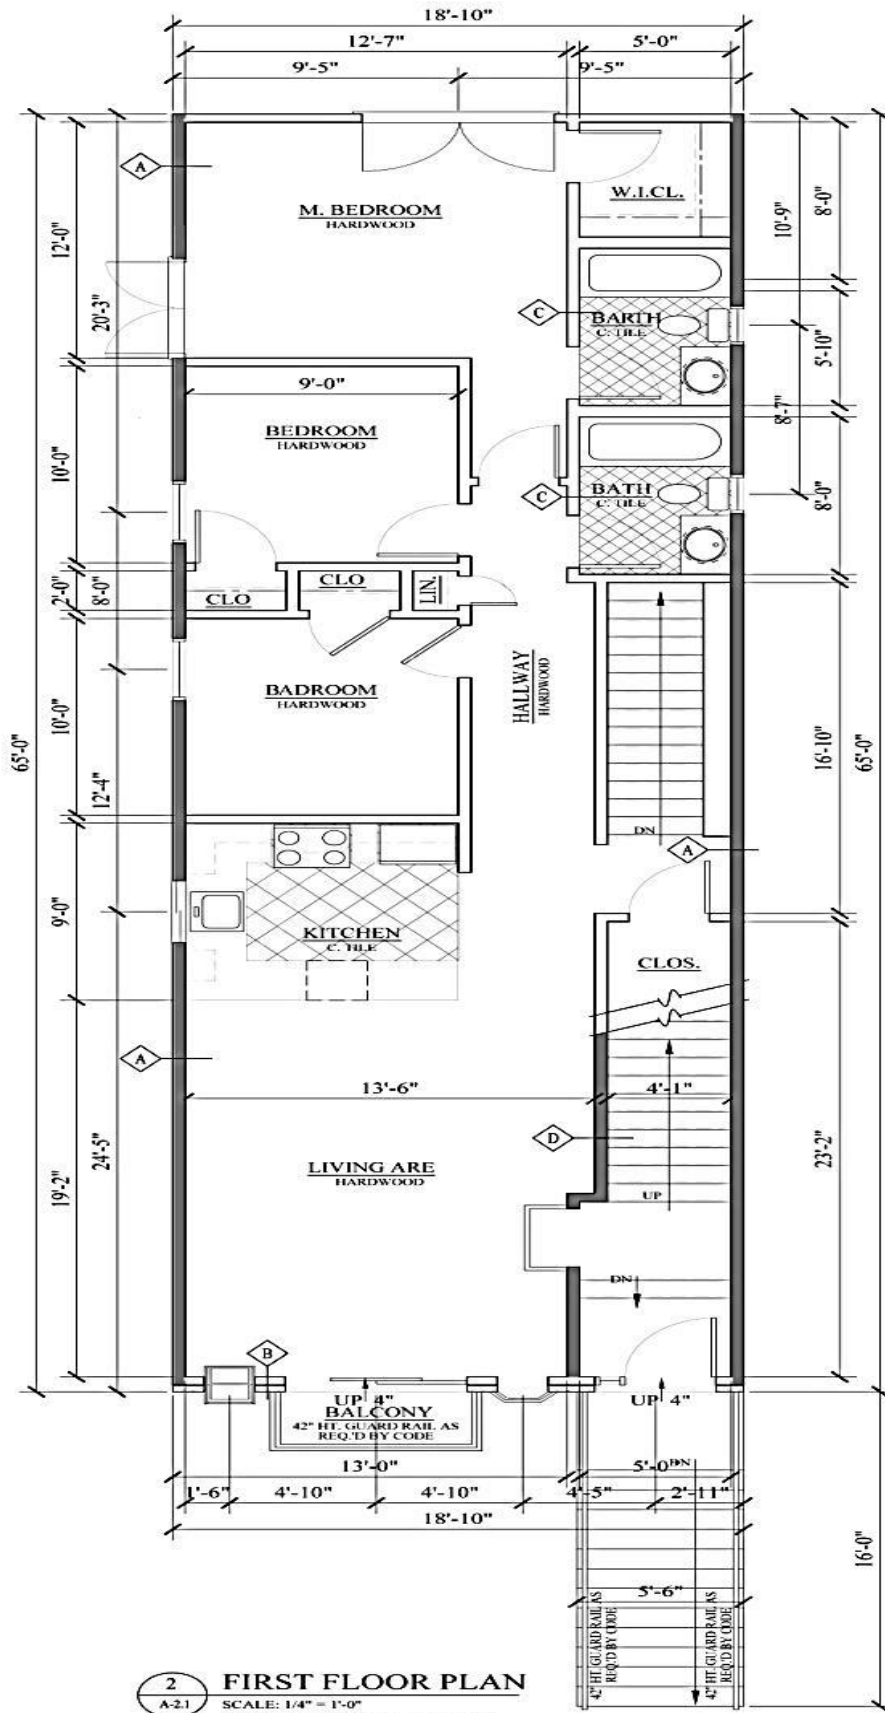 18'-10"
12'-7"
5'-0"
9'-5"
9'-5"
A
W.I.CL.
M. BEDROOM
HARDWOOD
12'-0"
20'-3"
10'-9"
8'-0"
C
BARTH
C. TILE
5'-10"
9'-0"
8'-7"
BEDROOM
HARDWOOD
10'-0"
C
BATH
C. TILE
8'-0"
CLO
CLO
LIN.
2'-0"
8'-0"
BADROOM
HARDWOOD
HALLWAY
HARDWOOD
10'-0"
65'-0"
12'-4"
16'-10"
65'-0"
DN
A
9'-0"
KITCHEN
C. TILE
CLOS.
A
13'-6"
4'-1"
D
LIVING ARE
HARDWOOD
24'-5"
19'-2"
23'-2"
UP
DN
B
UP 4"
UP 4"
BALCONY
42" HT. GUARD RAIL AS
REQ.'D BY CODE
13'-0"
5'-0"
DN
1'-6"
4'-10"
4'-10"
4'-5"
2'-11"
18'-10"
16'-0"
5'-6"
42" HT. GUARD RAIL AS
REQ.'D BY CODE
42" HT. GUARD RAIL AS
REQ.'D BY CODE
2
A-2.1
FIRST FLOOR PLAN
SCALE: 1/4" = 1'-0"